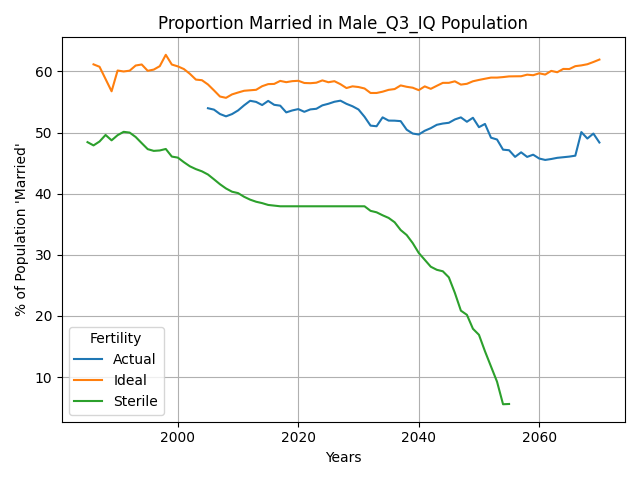 Proportion Married in Male_Q3_IQ Population
% of Population 'Married'
60
50
40
30
20
10
Fertility
Actual
Ideal
Sterile
2000
2020
2040
2060
Years